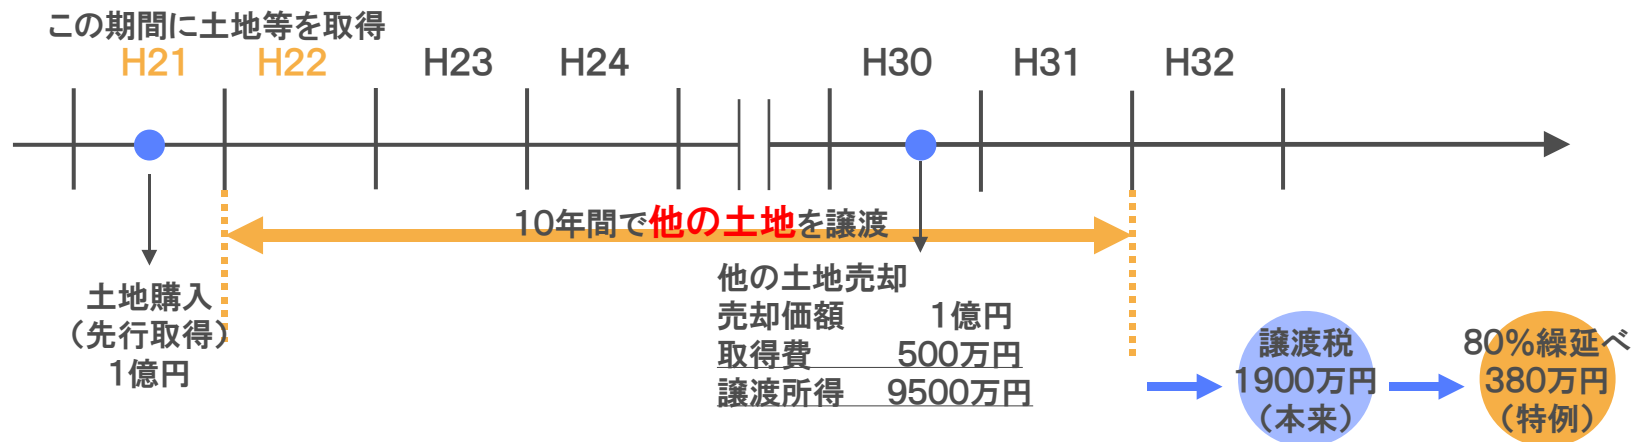 この期間に土地等を取得
H21 H22 H23 H24 H30 H31 H32
10年間で他の土地を譲渡
土地購入
（先行取得）
1億円
他の土地売却
売却価額 1億円
取得費 500万円
譲渡所得 9500万円
譲渡税
1900万円
（本来）
80%繰延べ
380万円
（特例）